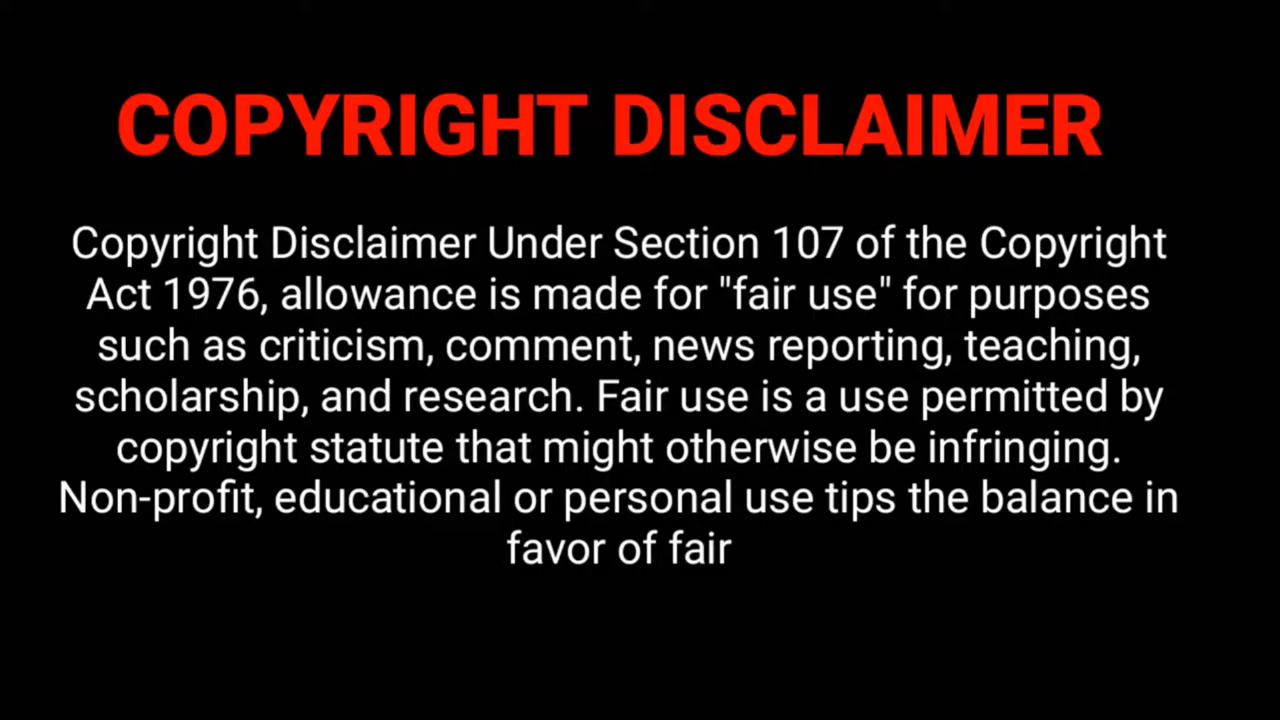 COPYRIGHT DISCLAIMER
Copyright Disclaimer Under Section 107 of the Copyright
Act 1976, allowance is made for "fair use" for purposes
such as criticism, comment, news reporting, teaching,
scholarship, and research. Fair use is a use permitted by
copyright statute that might otherwise be infringing.
Non-profit, educational or personal use tips the balance in
favor of fair